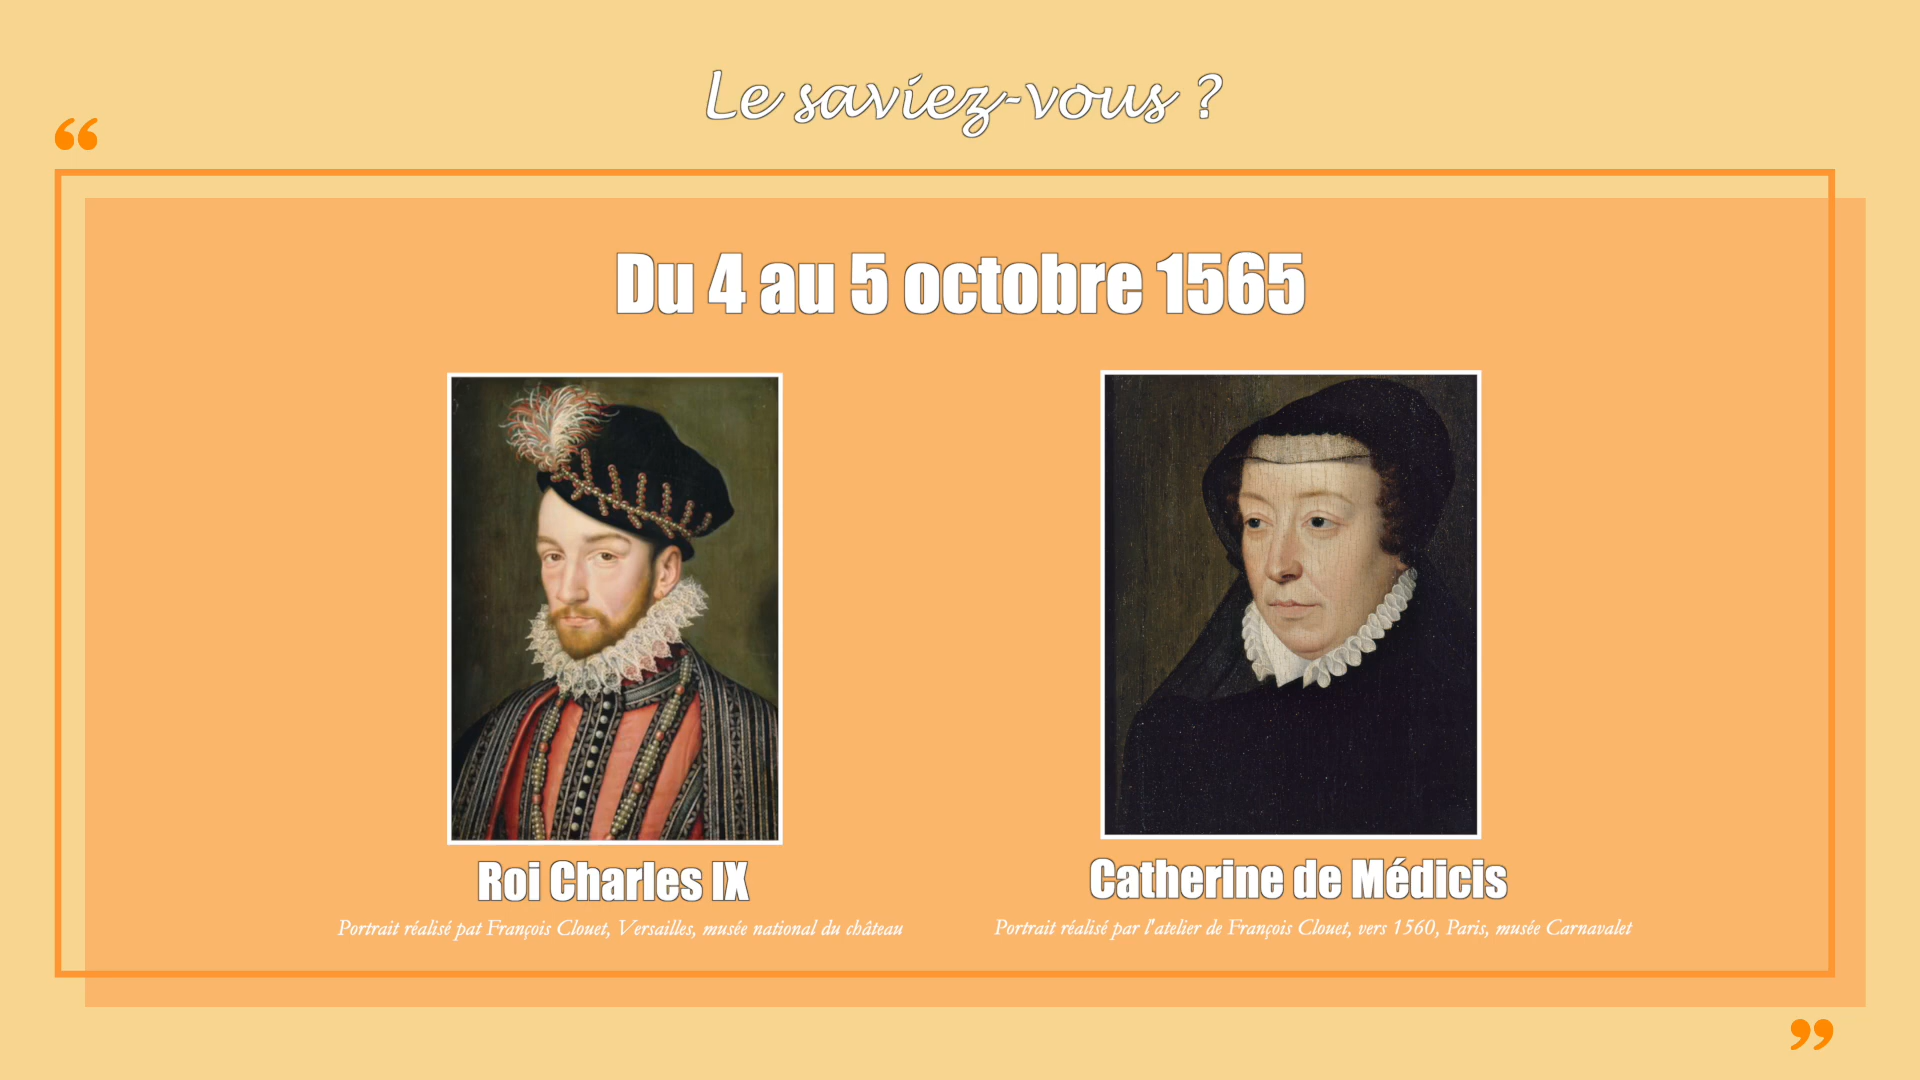 Le saviez-vous ?
“
Du 4 au 5 octobre 1565
Roi Charles IX
Catherine de Médicis
Portrait réalisé pat François Clouet, Versailles, musée national du château
Portrait réalisé par l'atelier de François Clouet, vers 1560, Paris, musée Carnavalet
”